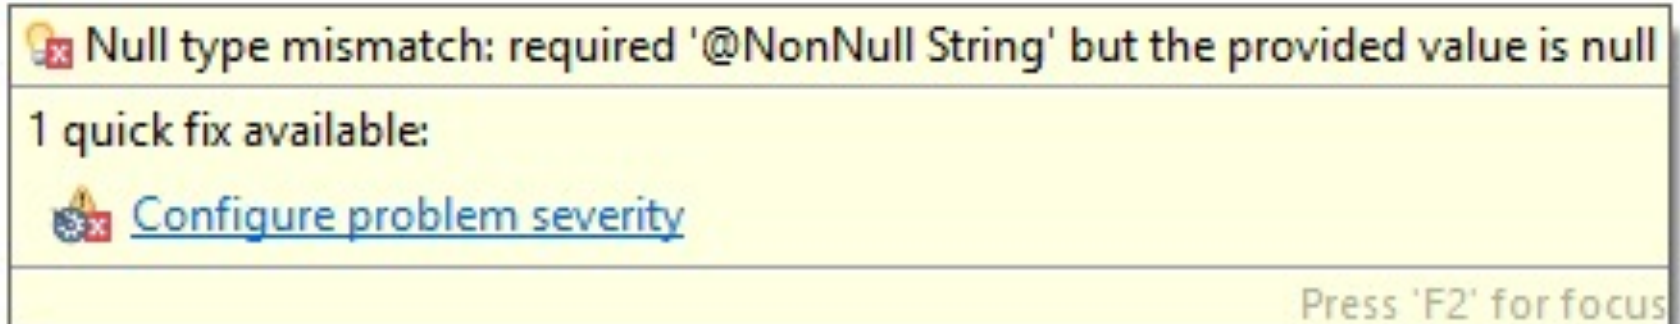 Null type mismatch: required '@NonNull String' but the provided value is null
1 quick fix available:
Configure problem severity
Press 'F2' for focus